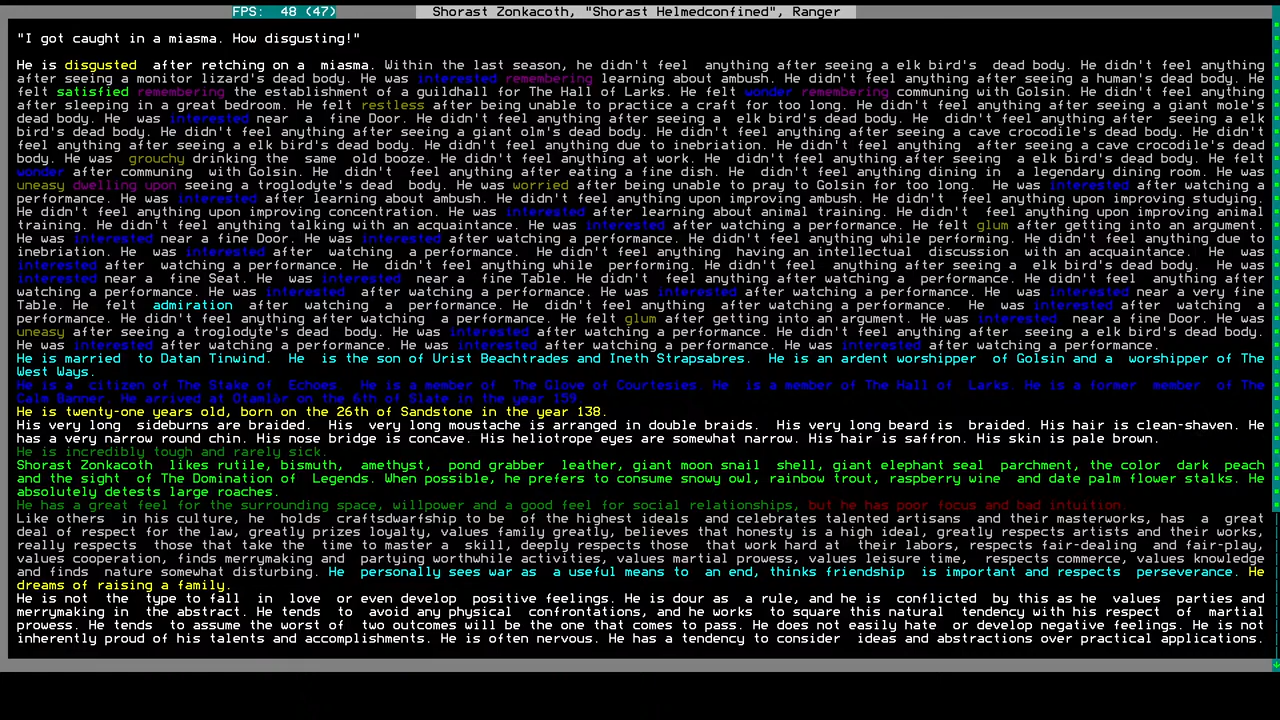 FPS: 48 (47)
Shorast Zonkacoth, "Shorast Helmedconfined", Ranger
"I got caught in a miasma. How disgusting!"
He is disgusted after retching on a miasma. Within the last season, he didn't feel anything after seeing a elk bird's dead body. He didn't feel anything
after seeing a monitor lizard's dead body. He was interested remembering learning about ambush. He didn't feel anything after seeing a human's dead body. He
felt satisfied remembering the establishment of a guildhall for The Hall of Larks. He felt wonder remembering communing with Golsin. He didn't feel anything
after sleeping in a great bedroom. He felt restless after being unable to practice a craft for too long. He didn't feel anything after seeing a giant mole's
dead body. He was interested near a fine Door. He didn't feel anything after seeing a elk bird's dead body. He didn't feel anything after seeing a elk
bird's dead body. He didn't feel anything after seeing a giant olm's dead body. He didn't feel anything after seeing a cave crocodile's dead body. He didn't
feel anything after seeing a elk bird's dead body. He didn't feel anything due to inebriation. He didn't feel anything after seeing a cave crocodile's dead
body. He was grouchy drinking the same old booze. He didn't feel anything at work. He didn't feel anything after seeing a elk bird's dead body. He felt
wonder after communing with Golsin. He didn't feel anything after eating a fine dish. He didn't feel anything dining in a legendary dining room. He was
uneasy dwelling upon seeing a troglodyte's dead body. He was worried after being unable to pray to Golsin for too long. He was interested after watching a
performance. He was interested after learning about ambush. He didn't feel anything upon improving ambush. He didn't feel anything upon improving studying.
He didn't feel anything upon improving concentration. He was interested after learning about animal training. He didn't feel anything upon improving animal
training. He didn't feel anything talking with an acquaintance. He was interested after watching a performance. He felt glum after getting into an argument.
He was interested near a fine Door. He was interested after watching a performance. He didn't feel anything while performing. He didn't feel anything due to
inebriation. He was interested after watching a performance. He didn't feel anything having an intellectual discussion with an acquaintance. He was
interested after watching a performance. He didn't feel anything while performing. He didn't feel anything after seeing a elk bird's dead body. He was
interested near a fine Seat. He was interested near a fine Table. He didn't feel anything after watching a performance. He didn't feel anything after
watching a performance. He was interested after watching a performance. He was interested after watching a performance. He was interested near a very fine
Table. He felt admiration after watching a performance. He didn't feel anything after watching a performance. He was interested after watching a
performance. He didn't feel anything after watching a performance. He felt glum after getting into an argument. He was interested near a fine Door. He was
uneasy after seeing a troglodyte's dead body. He was interested after watching a performance. He didn't feel anything after seeing a elk bird's dead body.
He was interested after watching a performance. He was interested after watching a performance. He was interested after watching a performance.
He is married to Datan Tinwind. He is the son of Urist Beachtrades and Ineth Strapsabres. He is an ardent worshipper of Golsin and a worshipper of The
West Ways.
He is a citizen of The Stake of Echoes. He is a member of The Glove of Courtesies. He is a member of The Hall of Larks. He is a former member of The
Calm Banner. He arrived at Otamlår on the 6th of Slate in the year 159.
He is twenty-one years old, born on the 26th of Sandstone in the year 138.
His very long sideburns are braided. His very long moustache is arranged in double braids. His very long beard is braided. His hair is clean-shaven. He
has a very narrow round chin. His nose bridge is concave. His heliotrope eyes are somewhat narrow. His hair is saffron. His skin is pale brown.
He is incredibly tough and rarely sick.
Shorast Zonkacoth likes rutile, bismuth, amethyst, pond grabber leather, giant moon snail shell, giant elephant seal parchment, the color dark peach
and the sight of The Domination of Legends. When possible, he prefers to consume snowy owl, rainbow trout, raspberry wine and date palm flower stalks. He
absolutely detests large roaches.
He has a great feel for the surrounding space, willpower and a good feel for social relationships, but he has poor focus and bad intuition.
Like others in his culture, he holds craftsdwarfship to be of the highest ideals and celebrates talented artisans and their masterworks, has a great
deal of respect for the law, greatly prizes loyalty, values family greatly, believes that honesty is a high ideal, greatly respects artists and their works,
really respects those that take the time to master a skill, deeply respects those that work hard at their labors, respects fair-dealing and fair-play,
values cooperation, finds merrymaking and partying worthwhile activities, values martial prowess, values leisure time, respects commerce, values knowledge
and finds nature somewhat disturbing. He personally sees war as a useful means to an end, thinks friendship is important and respects perseverance. He
dreams of raising a family.
He is not the type to fall in love or even develop positive feelings. He is dour as a rule, and he is conflicted by this as he values parties and
merrymaking in the abstract. He tends to avoid any physical confrontations, and he works to square this natural tendency with his respect of martial
prowess. He tends to assume the worst of two outcomes will be the one that comes to pass. He does not easily hate or develop negative feelings. He is not
inherently proud of his talents and accomplishments. He is often nervous. He has a tendency to consider ideas and abstractions over practical applications.